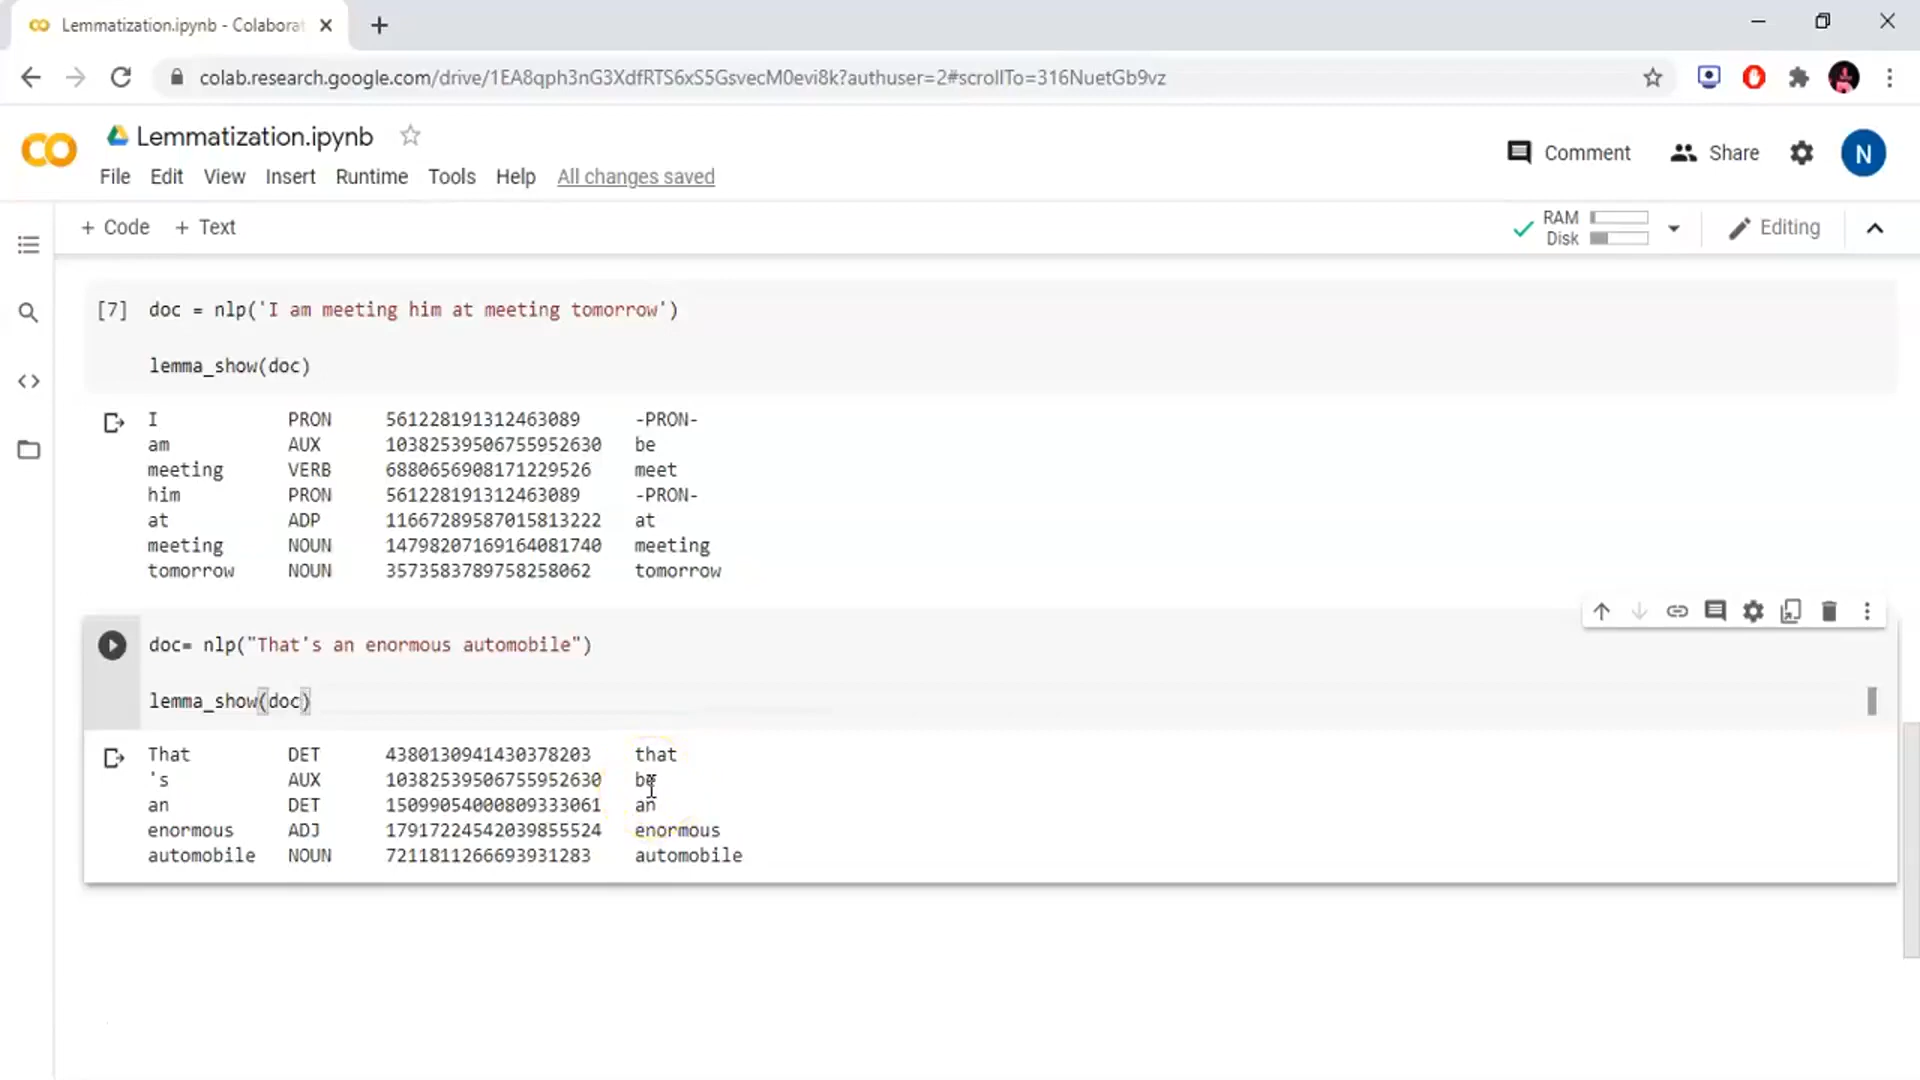 Lemmatization.ipynb - Colaborat
colab.research.google.com/drive/1EA8qph3nG3XdfRTS6xS5GsvecM0evi8k?authuser=2#scrollTo=316NuetGb9vz
CO Lemmatization.ipynb
Comment Share N
File Edit View Insert Runtime Tools Help All changes saved
+ Code + Text RAM Disk Editing
[7] doc = nlp('I am meeting him at meeting tomorrow')
lemma_show(doc)
I PRON 561228191312463089 -PRON-
am AUX 10382539506755952630 be
meeting VERB 6880656908171229526 meet
him PRON 561228191312463089 -PRON-
at ADP 11667289587015813222 at
meeting NOUN 14798207169164081740 meeting
tomorrow NOUN 3573583789758258062 tomorrow
doc= nlp("That's an enormous automobile")
lemma_show(doc)
That DET 4380130941430378203 that
's AUX 10382539506755952630 be
an DET 15099054000809333061 an
enormous ADJ 17917224542039855524 enormous
automobile NOUN 7211811266693931283 automobile